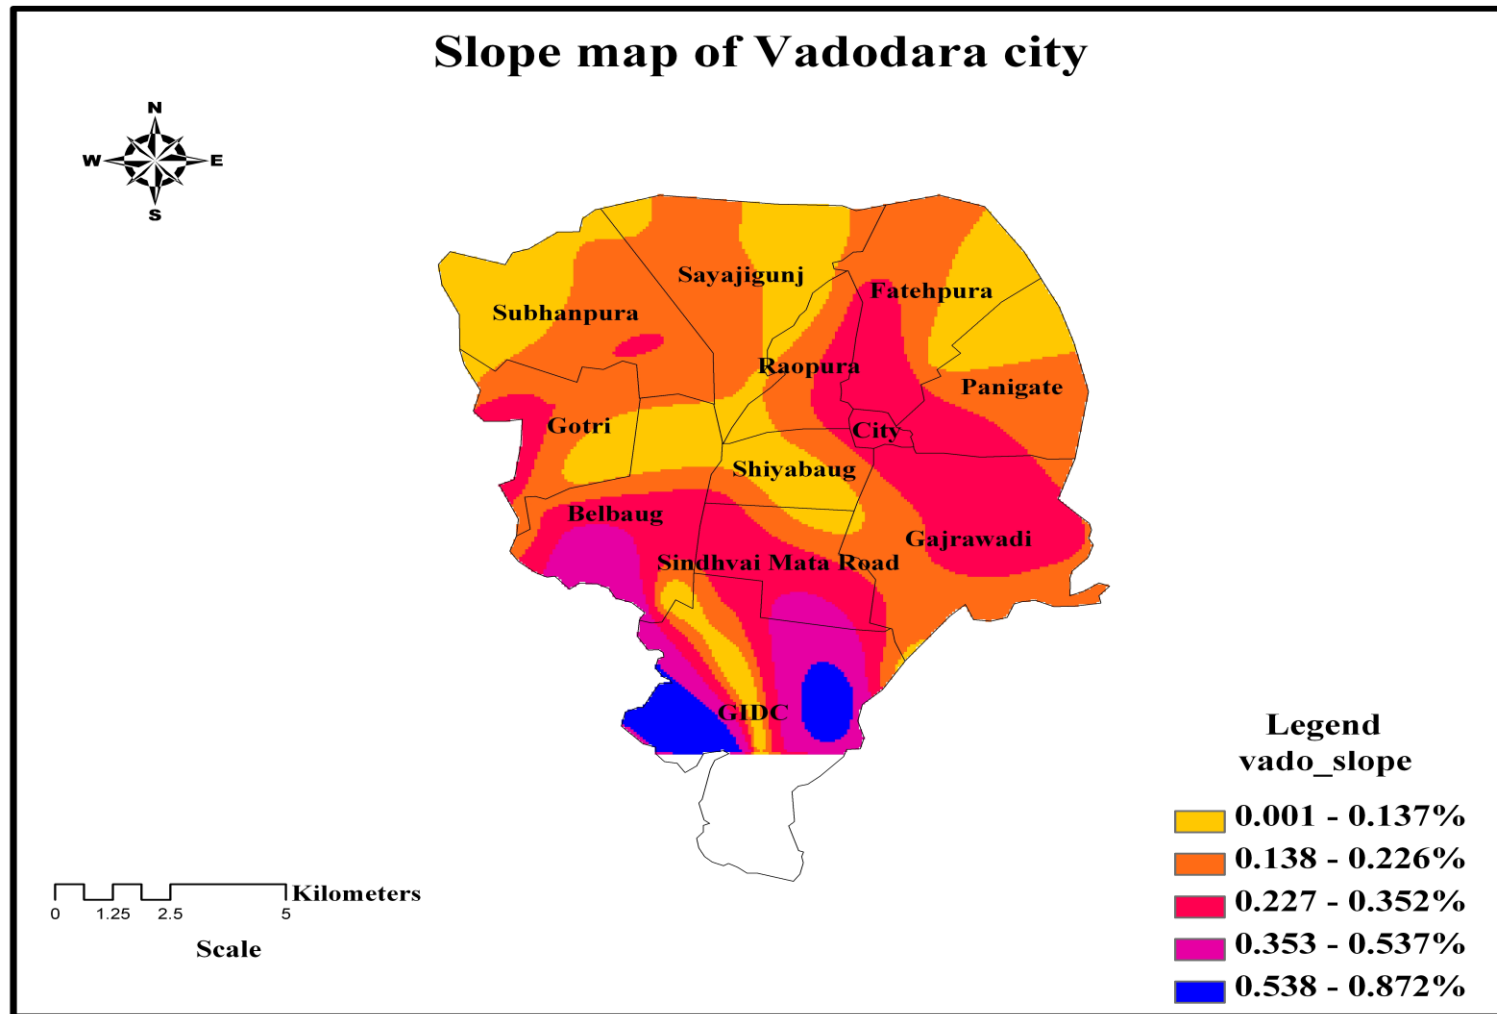 Slope map of Vadodara city
N
W E
S
Sayajigunj
Fatehpura
Subhanpura
Raopura
Panigate
Gotri
City
Shiyabaug
Belbaug
Gajrawadi
Sindhvai Mata Road
GIDC
Legend
vado_slope
0.001 - 0.137%
0.138 - 0.226%
0.227 - 0.352%
0.353 - 0.537%
0.538 - 0.872%
Kilometers
0 1.25 2.5 5
Scale